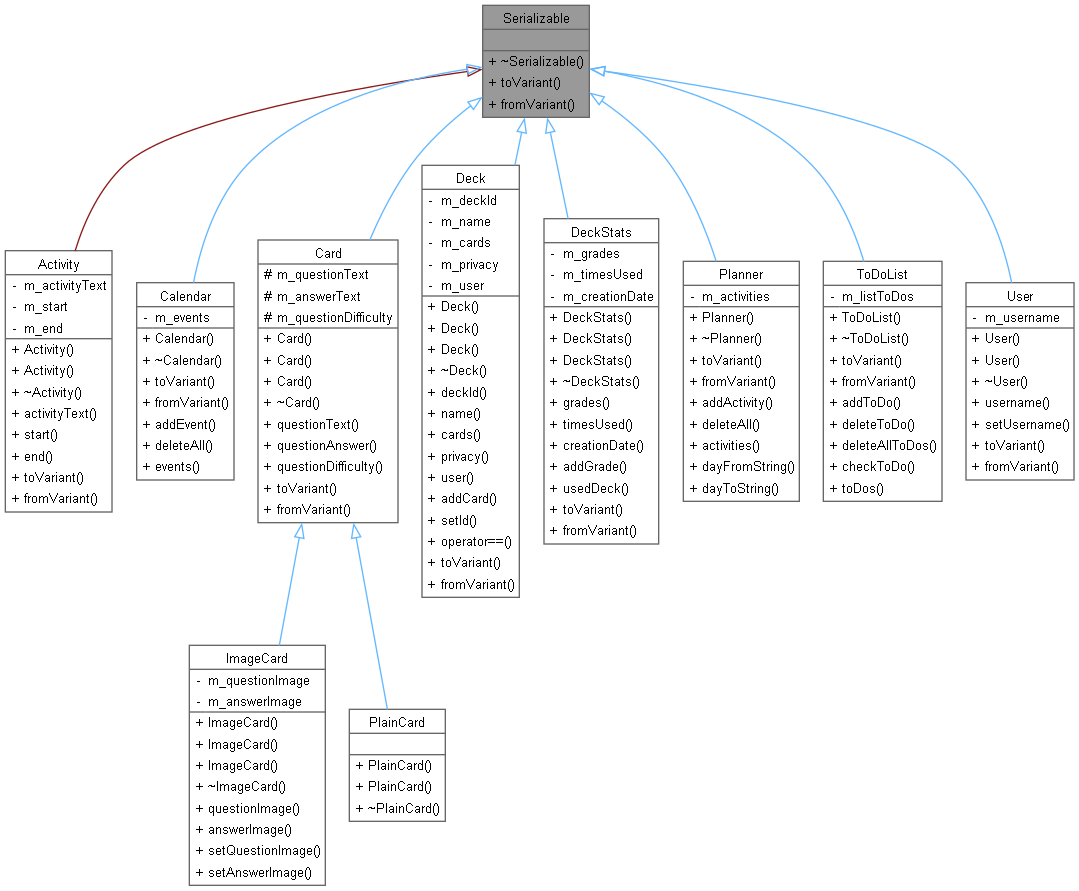 Serializable
+ ~Serializable()
+ toVariant()
+ fromVariant()
Activity
- m_activityText
- m_start
- m_end
+ Activity()
+ Activity()
+ ~Activity()
+ activityText()
+ start()
+ end()
+ toVariant()
+ fromVariant()
Calendar
- m_events
+ Calendar()
+ ~Calendar()
+ toVariant()
+ fromVariant()
+ addEvent()
+ deleteAll()
+ events()
Card
# m_questionText
# m_answerText
# m_questionDifficulty
+ Card()
+ Card()
+ Card()
+ ~Card()
+ questionText()
+ questionAnswer()
+ questionDifficulty()
+ toVariant()
+ fromVariant()
Deck
- m_deckId
- m_name
- m_cards
- m_privacy
- m_user
+ Deck()
+ Deck()
+ Deck()
+ ~Deck()
+ deckId()
+ name()
+ cards()
+ privacy()
+ user()
+ addCard()
+ setId()
+ operator==()
+ toVariant()
+ fromVariant()
DeckStats
- m_grades
- m_timesUsed
- m_creationDate
+ DeckStats()
+ DeckStats()
+ DeckStats()
+ ~DeckStats()
+ grades()
+ timesUsed()
+ creationDate()
+ addGrade()
+ usedDeck()
+ toVariant()
+ fromVariant()
Planner
- m_activities
+ Planner()
+ ~Planner()
+ toVariant()
+ fromVariant()
+ addActivity()
+ deleteAll()
+ activities()
+ dayFromString()
+ dayToString()
ToDoList
- m_listToDos
+ ToDoList()
+ ~ToDoList()
+ toVariant()
+ fromVariant()
+ addToDo()
+ deleteToDo()
+ deleteAllToDos()
+ checkToDo()
+ toDos()
User
- m_username
+ User()
+ User()
+ ~User()
+ username()
+ setUsername()
+ toVariant()
+ fromVariant()
ImageCard
- m_questionImage
- m_answerImage
+ ImageCard()
+ ImageCard()
+ ImageCard()
+ ~ImageCard()
+ questionImage()
+ answerImage()
+ setQuestionImage()
+ setAnswerImage()
PlainCard
+ PlainCard()
+ PlainCard()
+ ~PlainCard()